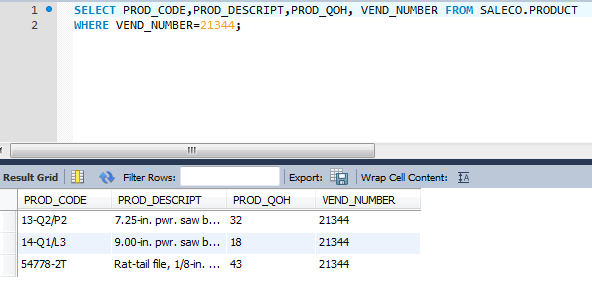 1 SELECT PROD_CODE,PROD_DESCRIPT,PROD_QOH, VEND_NUMBER FROM SALECO.PRODUCT
2 WHERE VEND_NUMBER=21344;
Result Grid Filter Rows: Export: Wrap Cell Content:
PROD_CODE PROD_DESCRIPT PROD_QOH VEND_NUMBER
13-Q2/P2 7.25-in. pwr. saw b... 32 21344
14-Q1/L3 9.00-in. pwr. saw b... 18 21344
54778-2T Rat-tail file, 1/8-in. ... 43 21344